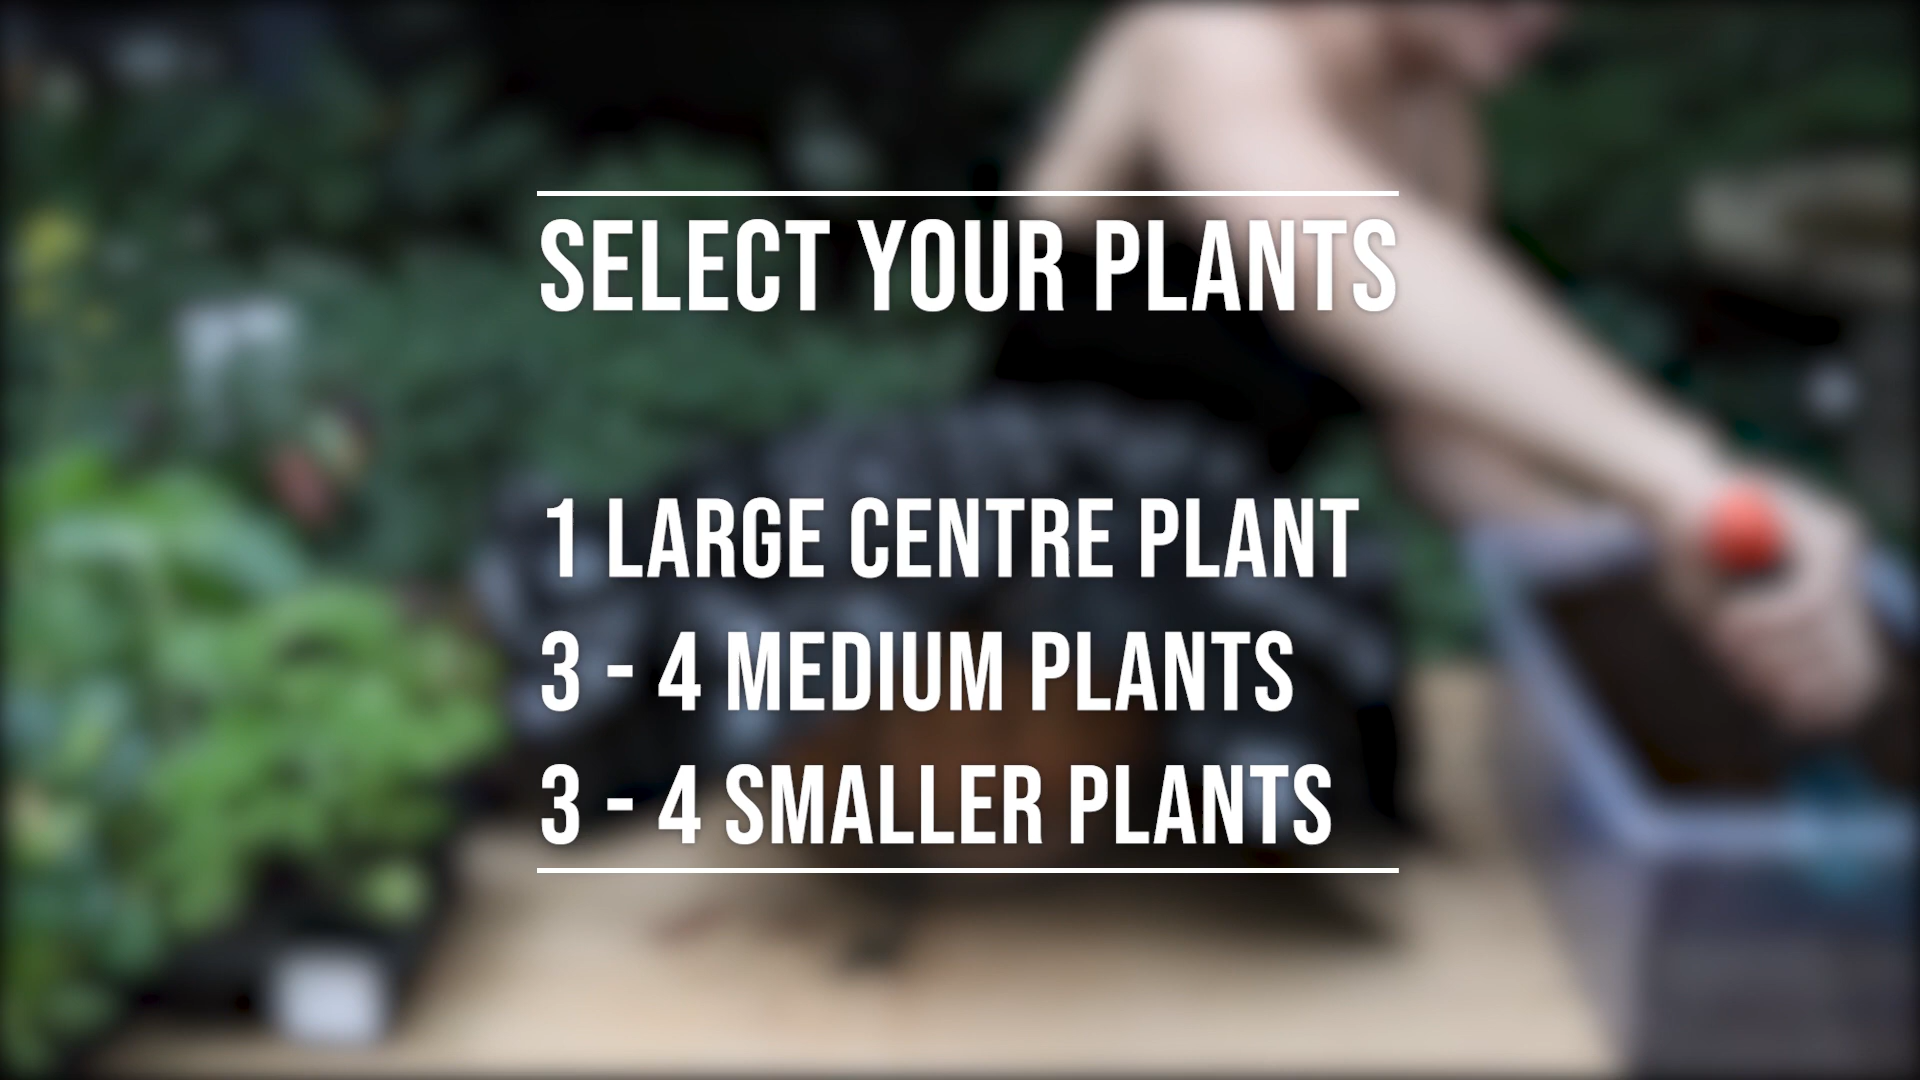 SELECT YOUR PLANTS
1 LARGE CENTRE PLANT
3 - 4 MEDIUM PLANTS
3 - 4 SMALLER PLANTS